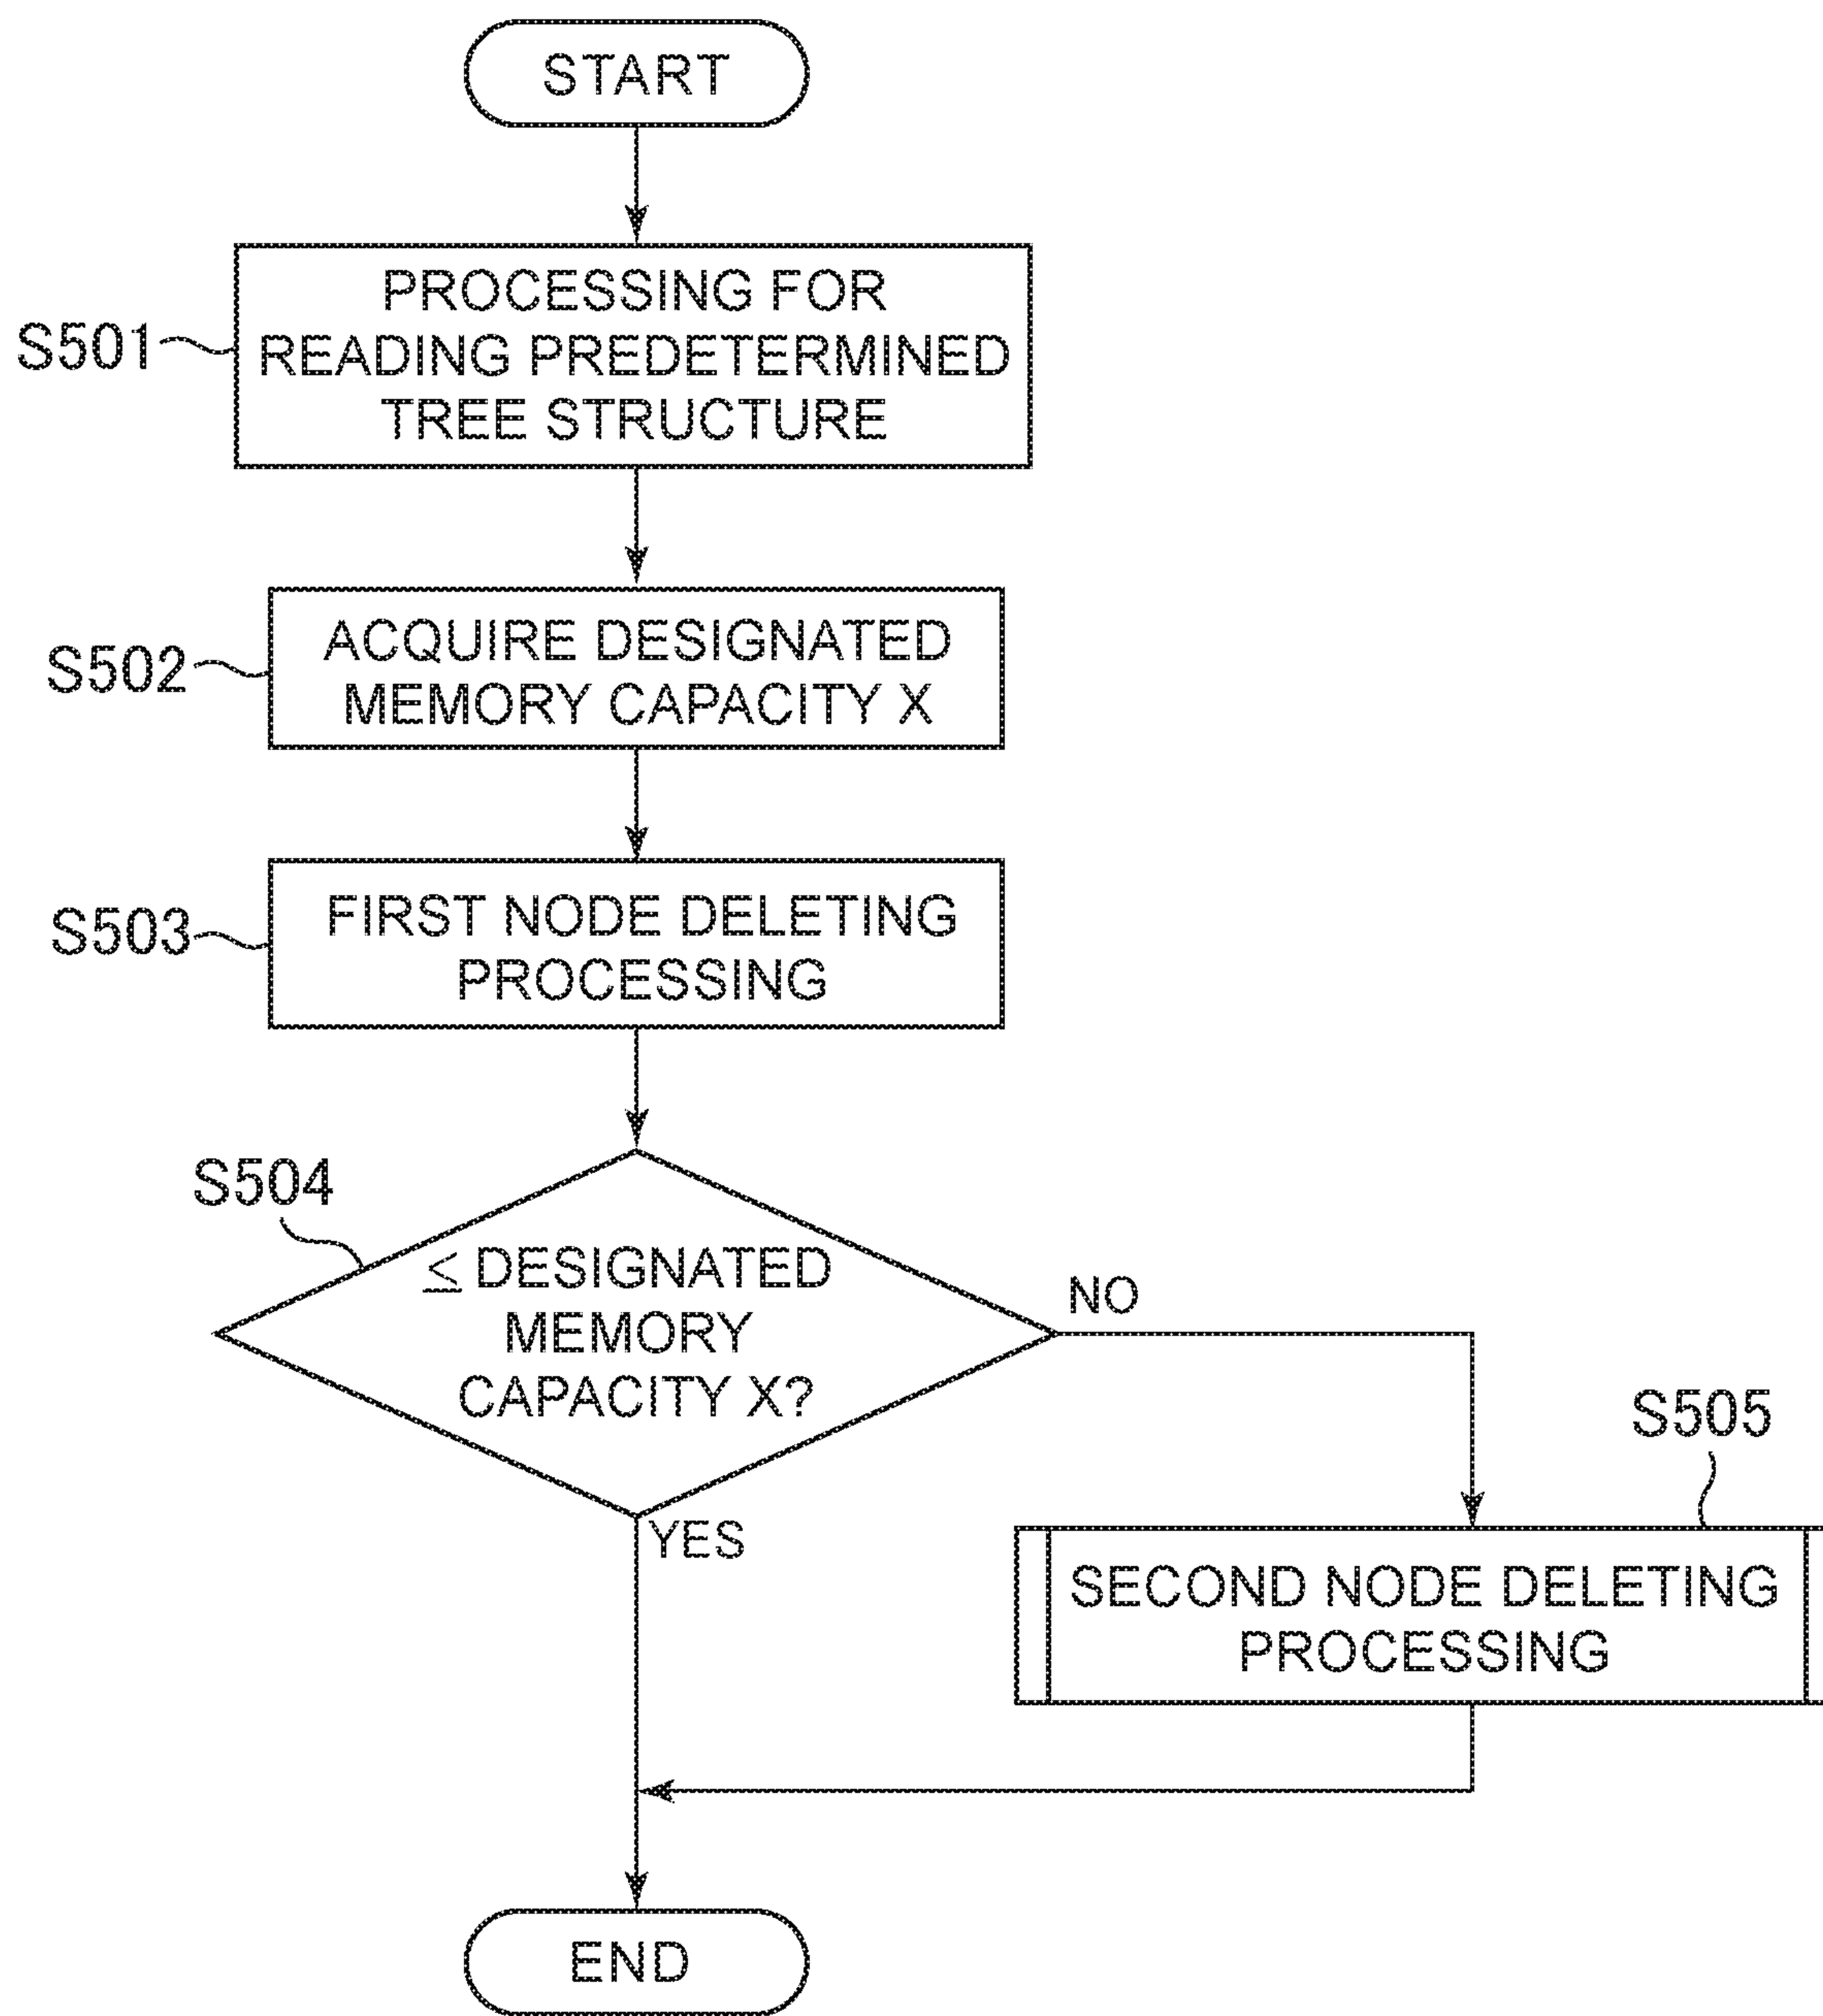 START
S501
PROCESSING FOR
READING PREDETERMINED
TREE STRUCTURE
S502
ACQUIRE DESIGNATED
MEMORY CAPACITY X
S503
FIRST NODE DELETING
PROCESSING
S504
≤ DESIGNATED
MEMORY
CAPACITY X?
NO
YES
S505
SECOND NODE DELETING
PROCESSING
END